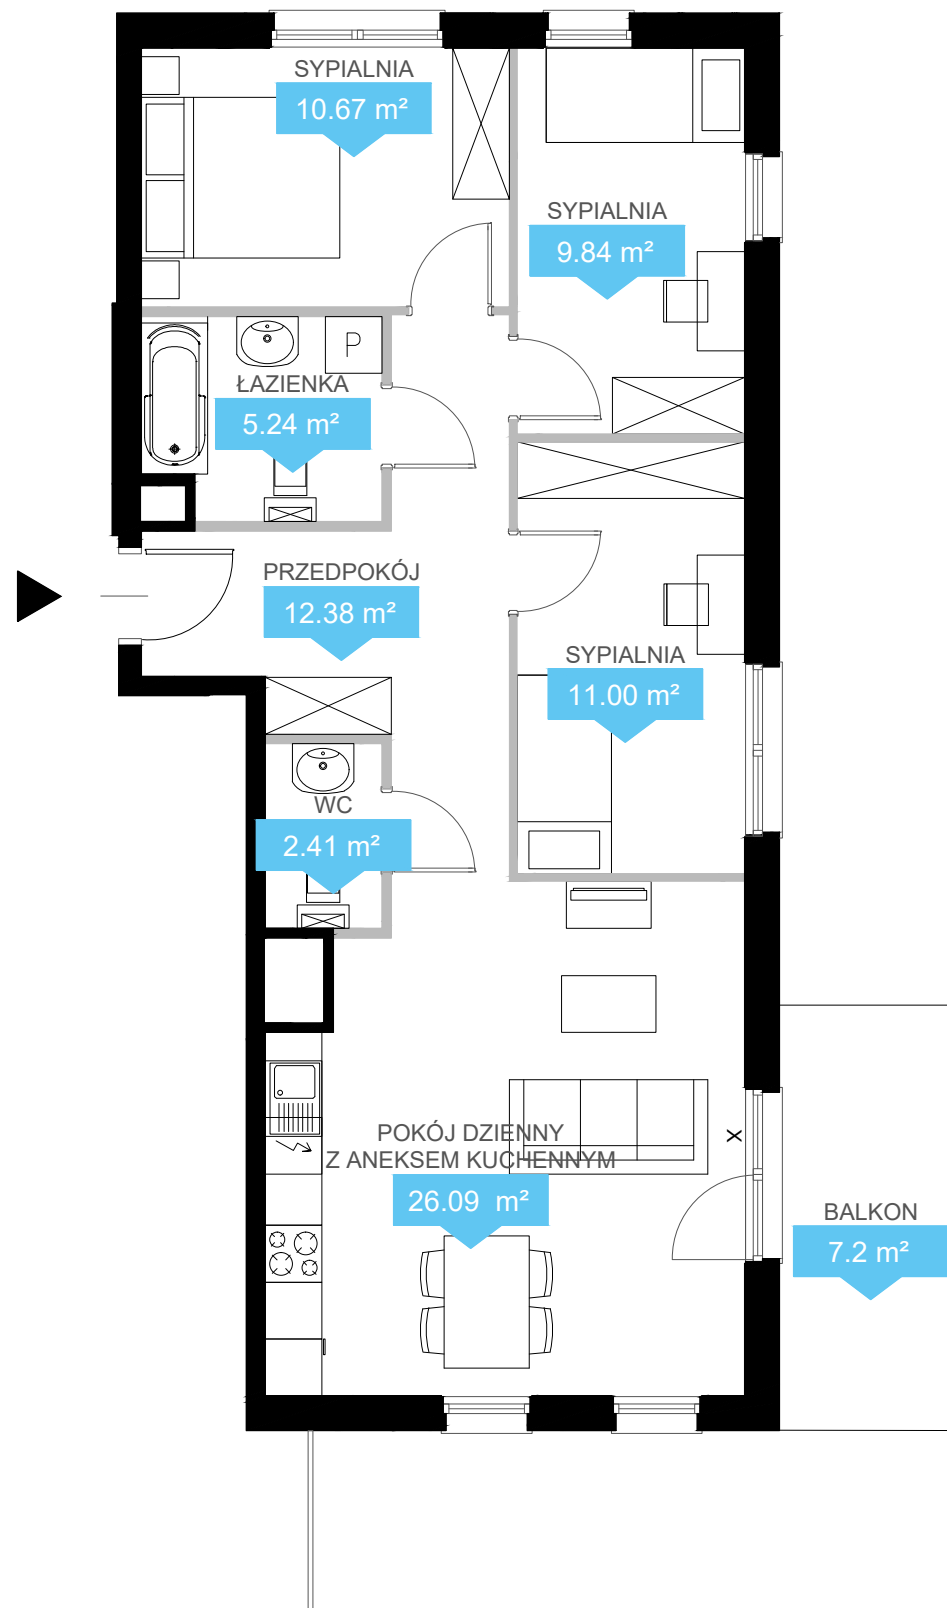 SYPIALNIA
10.67 m²
SYPIALNIA
9.84 m²
P
ŁAZIENKA
5.24 m²
PRZEDPOKÓJ
12.38 m²
SYPIALNIA
11.00 m²
WC
2.41 m²
X
POKÓJ DZIENNY
Z ANEKSEM KUCHENNYM
26.09 m²
BALKON
7.2 m²